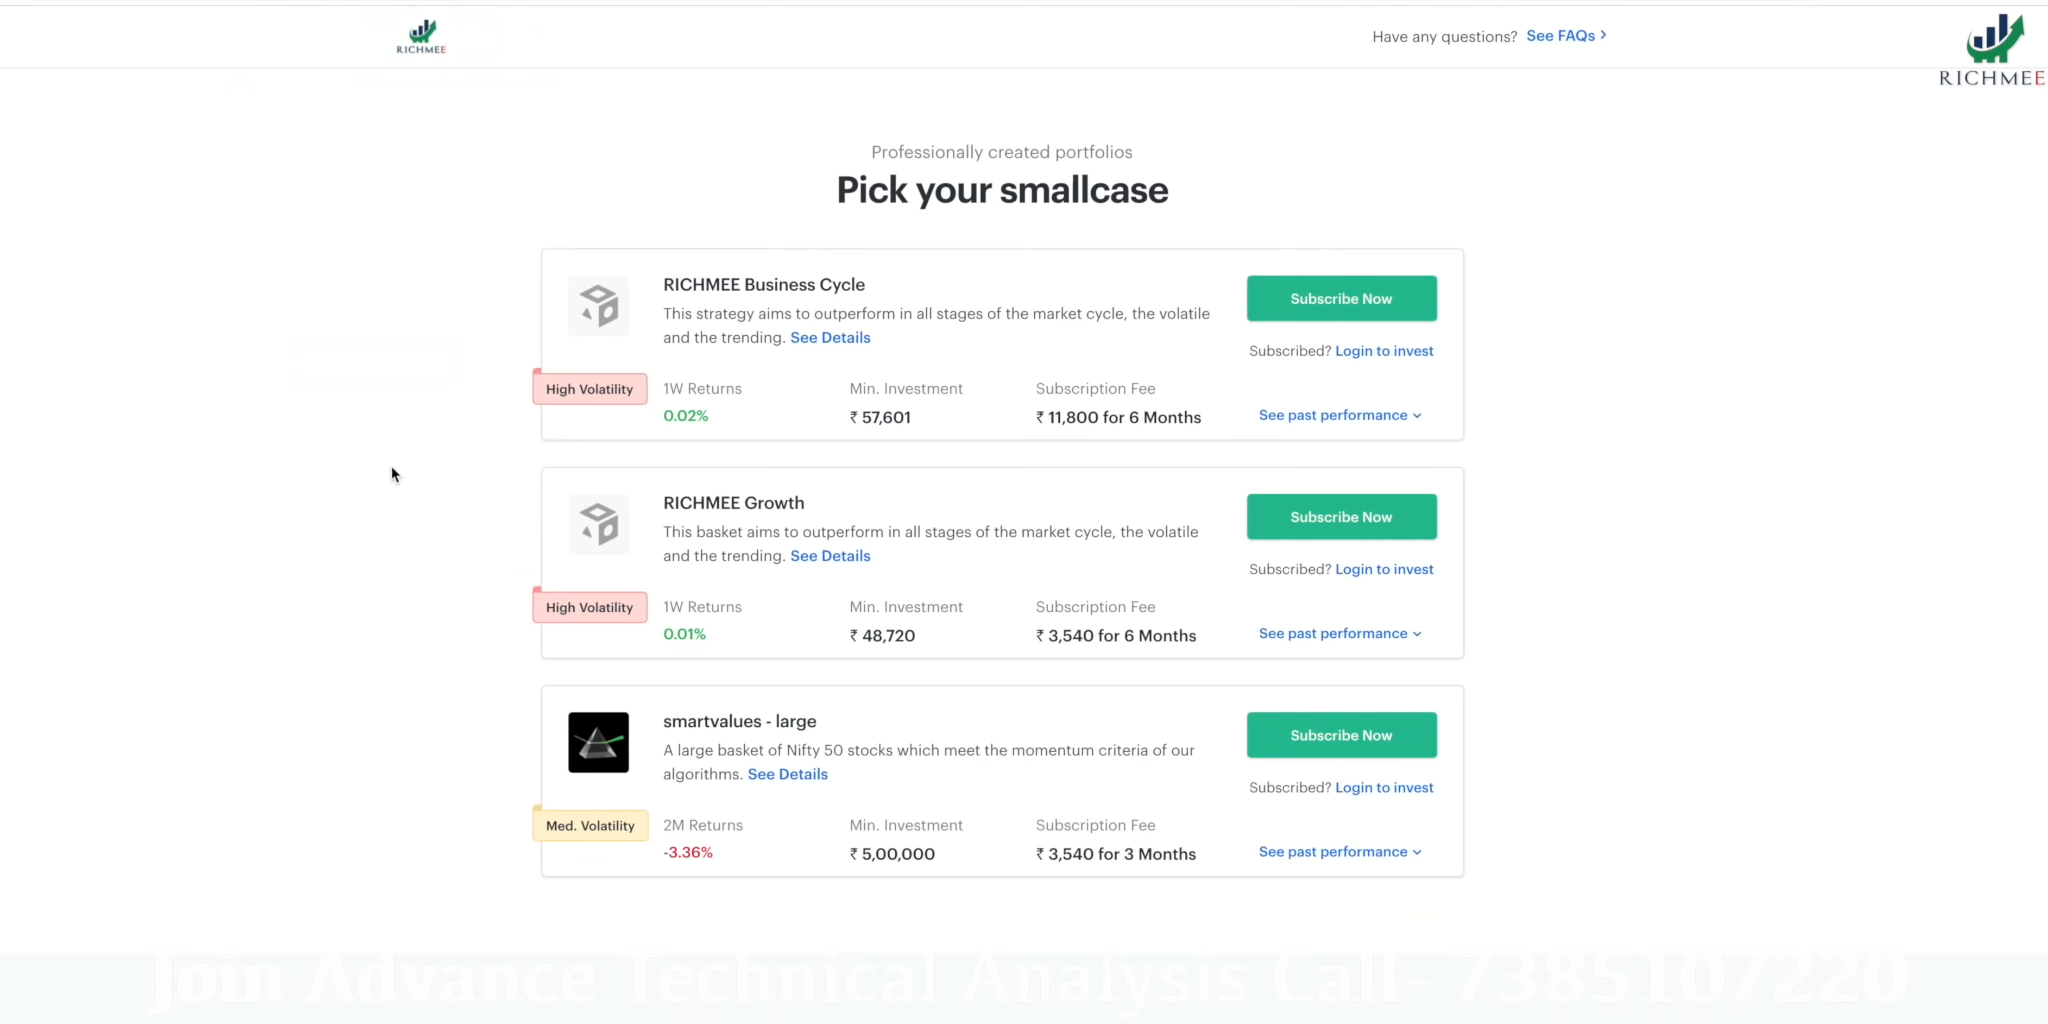 RICHMEE
Have any questions? See FAQs
RICHMEE
Professionally created portfolios
Pick your smallcase
RICHMEE Business Cycle
This strategy aims to outperform in all stages of the market cycle, the volatile
and the trending. See Details
Subscribe Now
Subscribed? Login to invest
High Volatility
1W Returns
0.02%
Min. Investment
₹ 57,601
Subscription Fee
₹ 11,800 for 6 Months
See past performance
RICHMEE Growth
This basket aims to outperform in all stages of the market cycle, the volatile
and the trending. See Details
Subscribe Now
Subscribed? Login to invest
High Volatility
1W Returns
0.01%
Min. Investment
₹ 48,720
Subscription Fee
₹ 3,540 for 6 Months
See past performance
smartvalues - large
A large basket of Nifty 50 stocks which meet the momentum criteria of our
algorithms. See Details
Subscribe Now
Subscribed? Login to invest
Med. Volatility
2M Returns
-3.36%
Min. Investment
₹ 5,00,000
Subscription Fee
₹ 3,540 for 3 Months
See past performance
Join Advance Technical Analysis Call- 7385107220